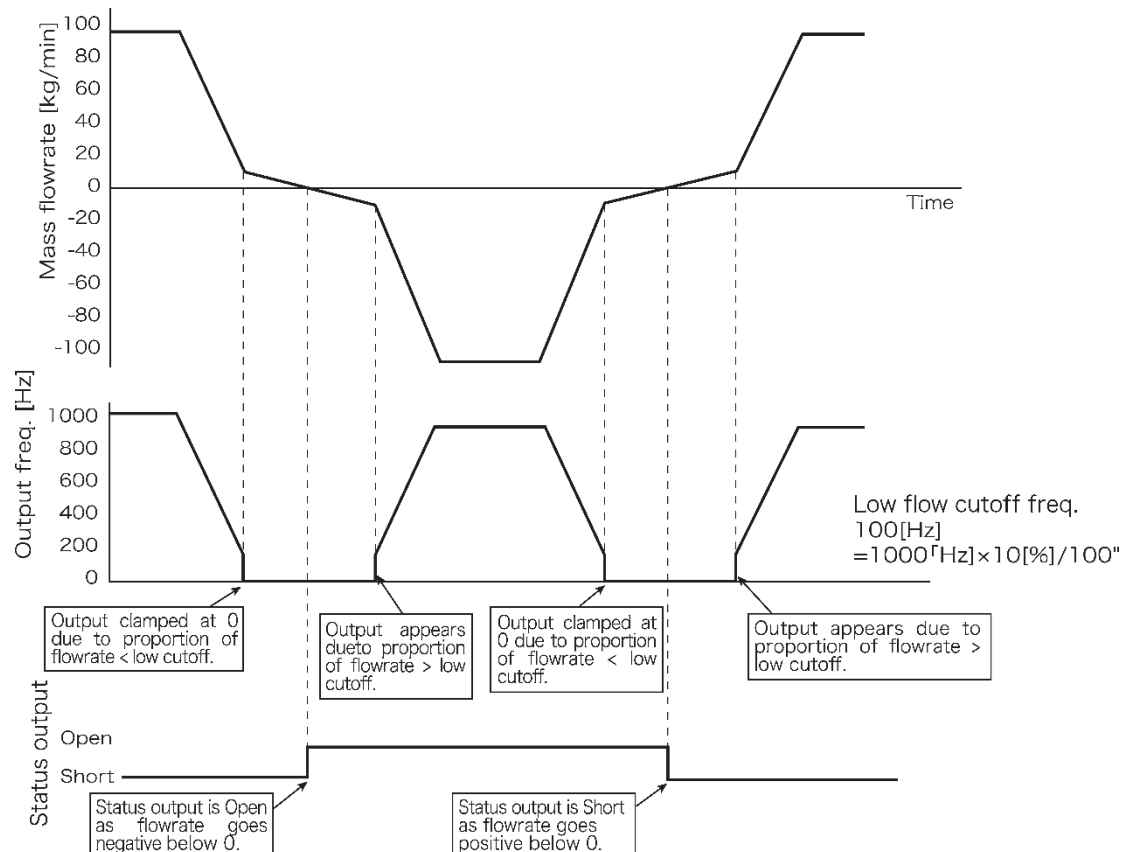 Mass flowrate [kg/min]
100
80
60
40
20
0
-20
-40
-60
-80
-100
Time
Output freq. [Hz]
1000
800
600
400
200
0
Low flow cutoff freq.
100[Hz]
=1000「Hz]×10[%]/100"
Output clamped at 0
due to proportion of
flowrate < low cutoff.
Output appears
dueto proportion
of flowrate > low
cutoff.
Output clamped at
0 due to proportion
of flowrate < low
cutoff.
Output appears due to
proportion of flowrate >
low cutoff.
Status output
Open
Short
Status output is Open
as flowrate goes
negative below 0.
Status output is Short
as flowrate goes
positive below 0.